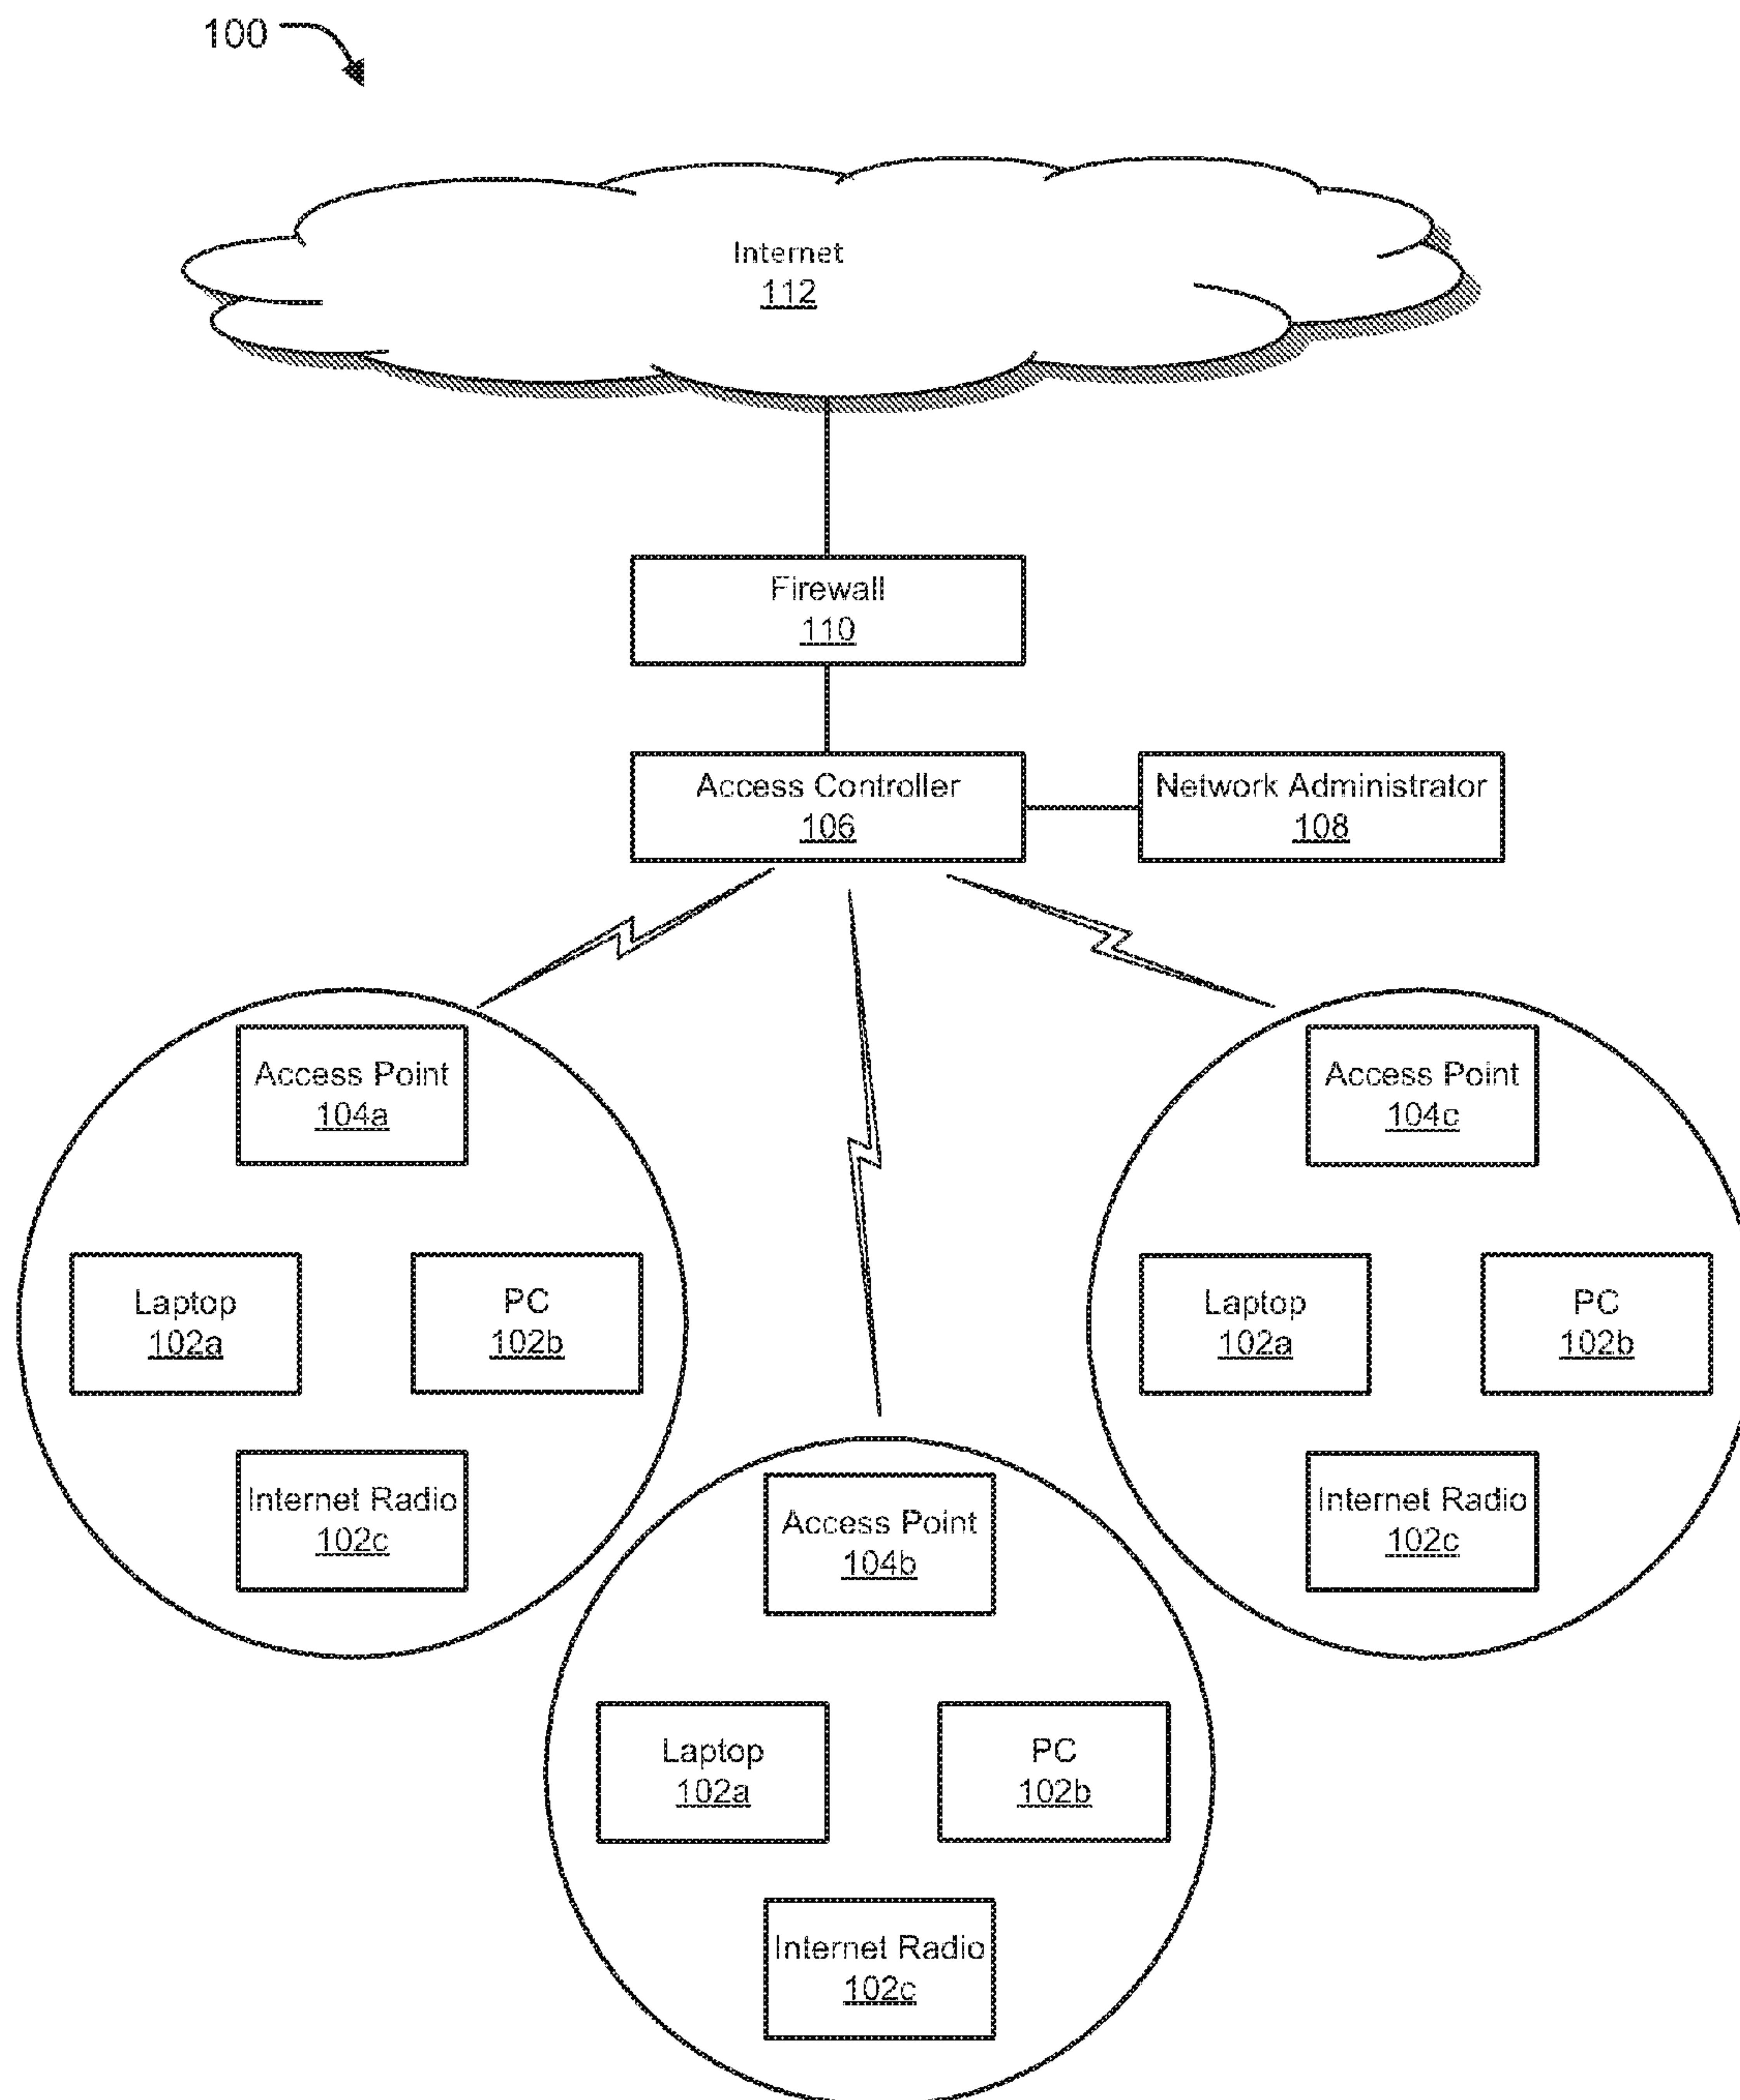 100
Internet
112
Firewall
110
Access Controller
106
Network Administrator
108
Access Point
104a
Laptop
102a
PC
102b
Internet Radio
102c
Access Point
104c
Laptop
102a
PC
102b
Internet Radio
102c
Access Point
104b
Laptop
102a
PC
102b
Internet Radio
102c